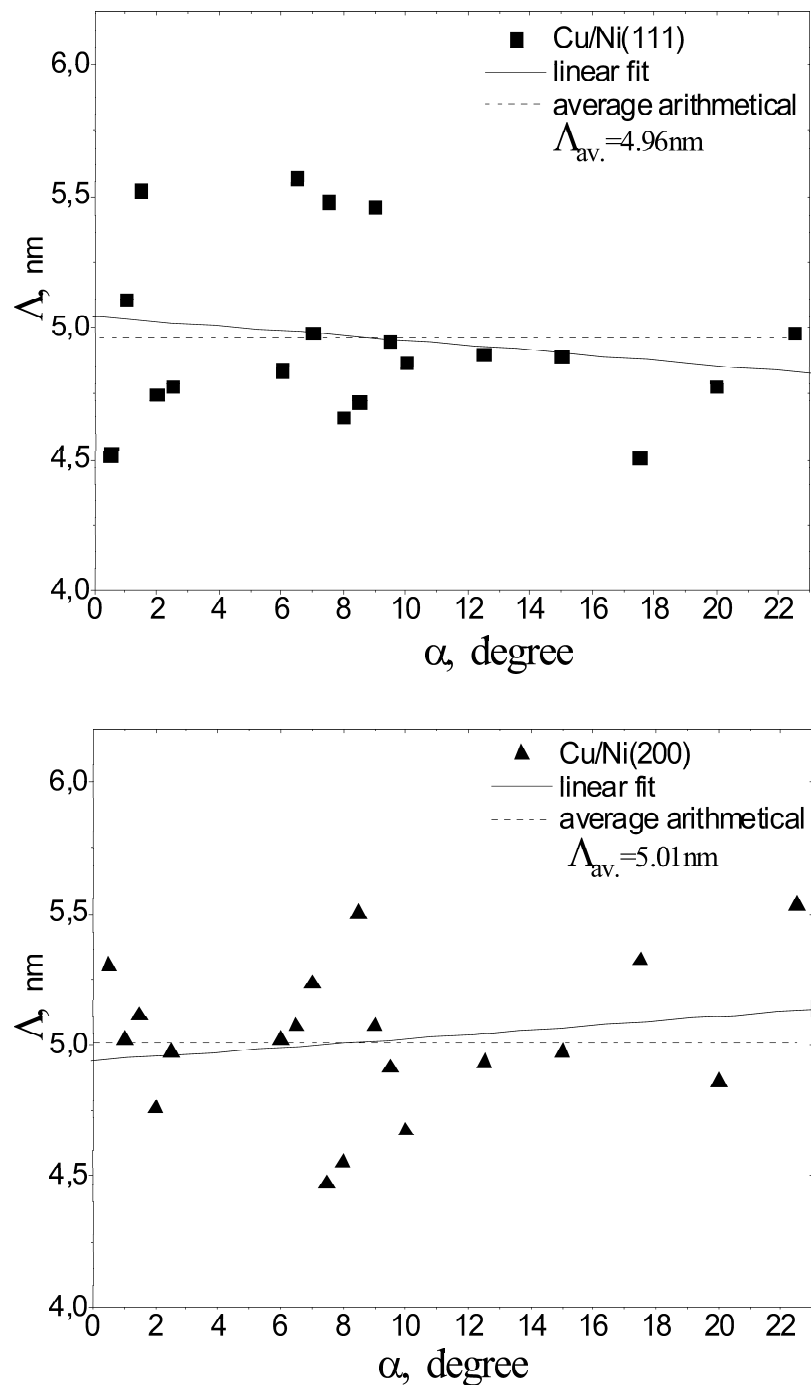 Cu/Ni(111)
linear fit
average arithmetical
Λav.=4.96nm
6,0
5,5
5,0
4,5
4,0
Λ, nm
0 2 4 6 8 10 12 14 16 18 20 22
α, degree
Cu/Ni(200)
linear fit
average arithmetical
Λav.=5.01nm
6,0
5,5
5,0
4,5
4,0
Λ, nm
0 2 4 6 8 10 12 14 16 18 20 22
α, degree